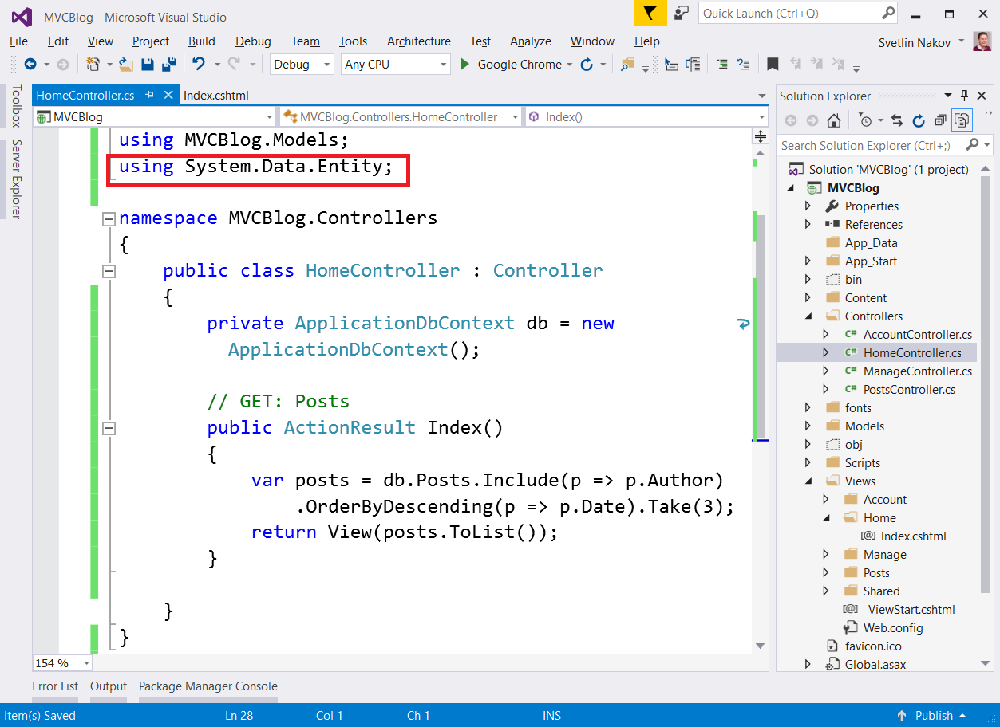 MVCBlog - Microsoft Visual Studio
Quick Launch (Ctrl+Q)
File Edit View Project Build Debug Team Tools Architecture Test Analyze Window Help
Svetlin Nakov
Debug Any CPU Google Chrome
Toolbox
Server Explorer
HomeController.cs Index.cshtml
MVCBlog MVCBlog.Controllers.HomeController Index()
using MVCBlog.Models;
using System.Data.Entity;
namespace MVCBlog.Controllers
{
public class HomeController : Controller
{
private ApplicationDbContext db = new
ApplicationDbContext();
// GET: Posts
public ActionResult Index()
{
var posts = db.Posts.Include(p => p.Author)
.OrderByDescending(p => p.Date).Take(3);
return View(posts.ToList());
}
}
}
154 %
Solution Explorer
Search Solution Explorer (Ctrl+;)
Solution 'MVCBlog' (1 project)
MVCBlog
Properties
References
App_Data
App_Start
bin
Content
Controllers
C# AccountController.cs
C# HomeController.cs
C# ManageController.cs
C# PostsController.cs
fonts
Models
obj
Scripts
Views
Account
Home
[@] Index.cshtml
Manage
Posts
Shared
[@] _ViewStart.cshtml
Web.config
favicon.ico
Global.asax
Error List Output Package Manager Console
Item(s) Saved Ln 28 Col 1 Ch 1 INS Publish